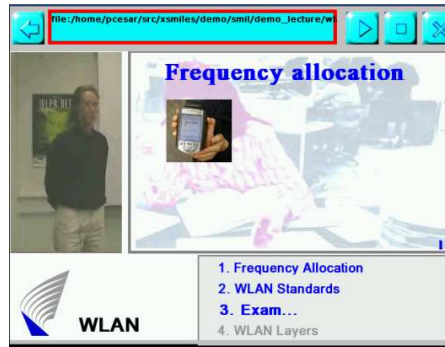 file:/home/pcesar/src/xsmiles/demo/smil/demo_lecture/wl
Frequency allocation
1. Frequency Allocation
2. WLAN Standards
3. Exam...
4. WLAN Layers
WLAN